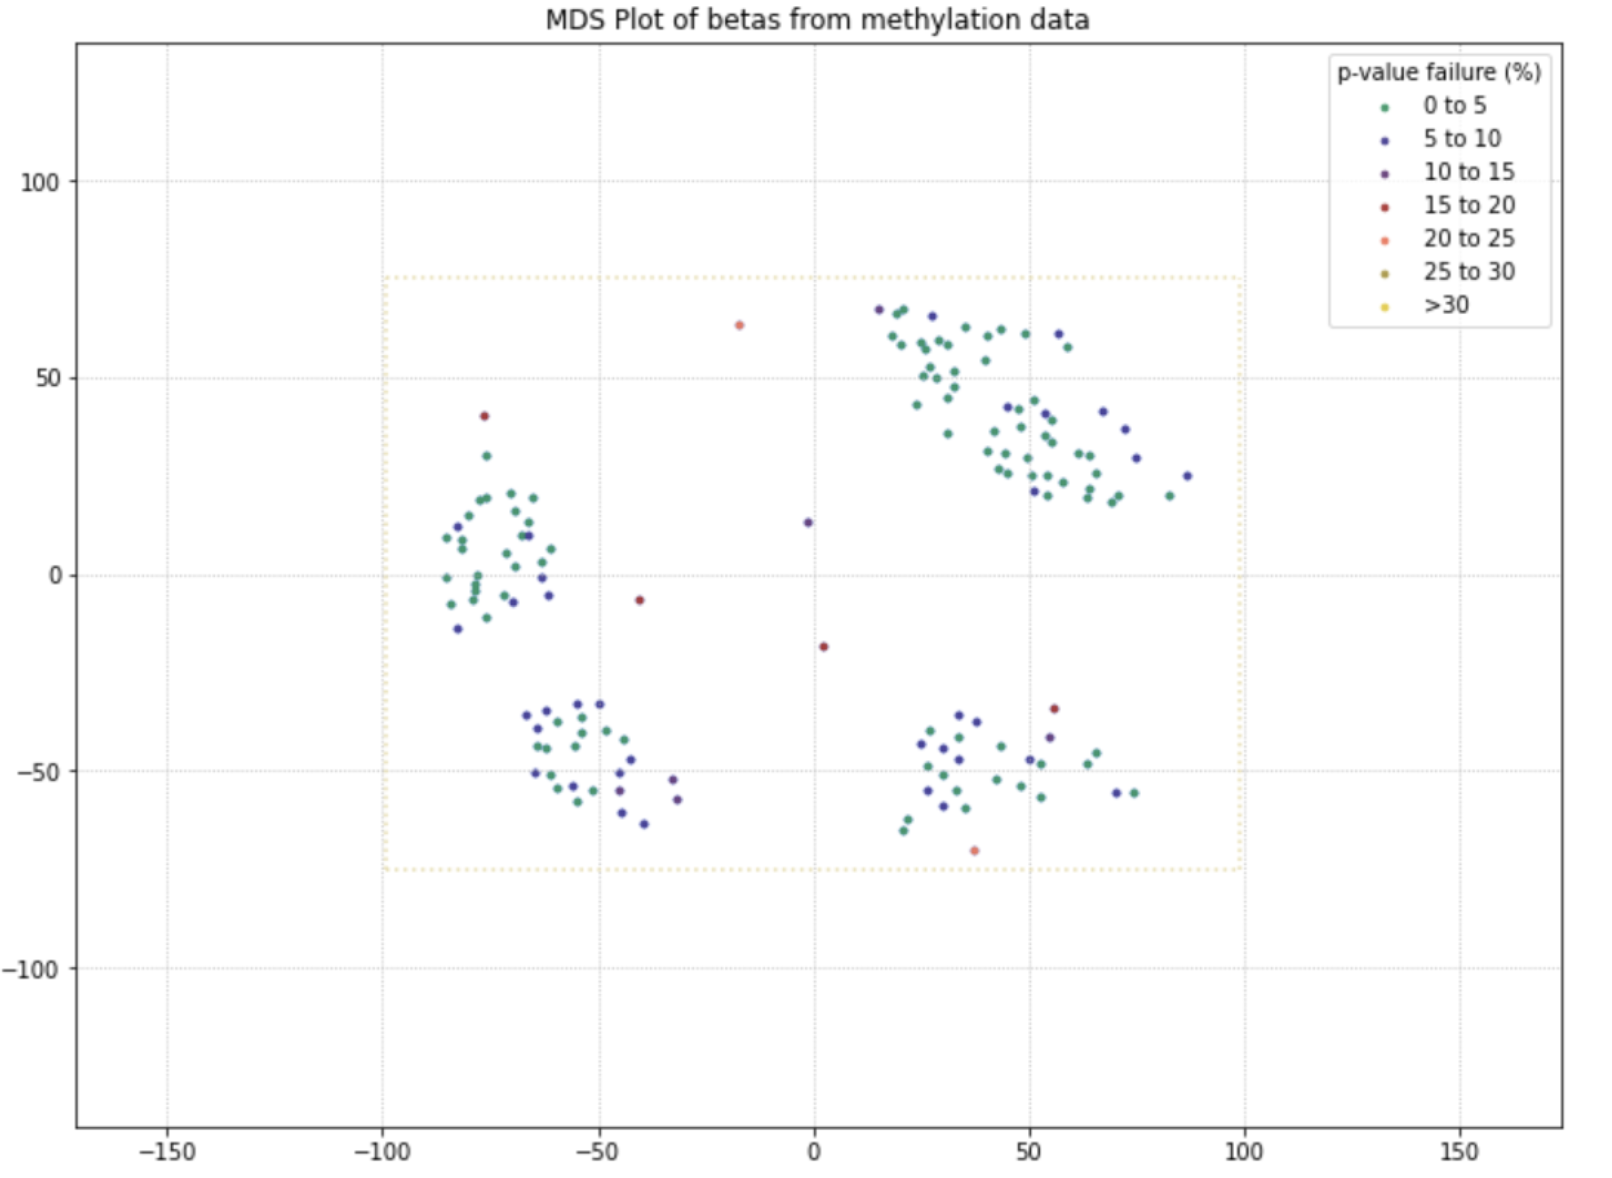 MDS Plot of betas from methylation data
p-value failure (%)
0 to 5
5 to 10
10 to 15
15 to 20
20 to 25
25 to 30
>30
100
50
0
−50
−100
−150
−100
−50
0
50
100
150